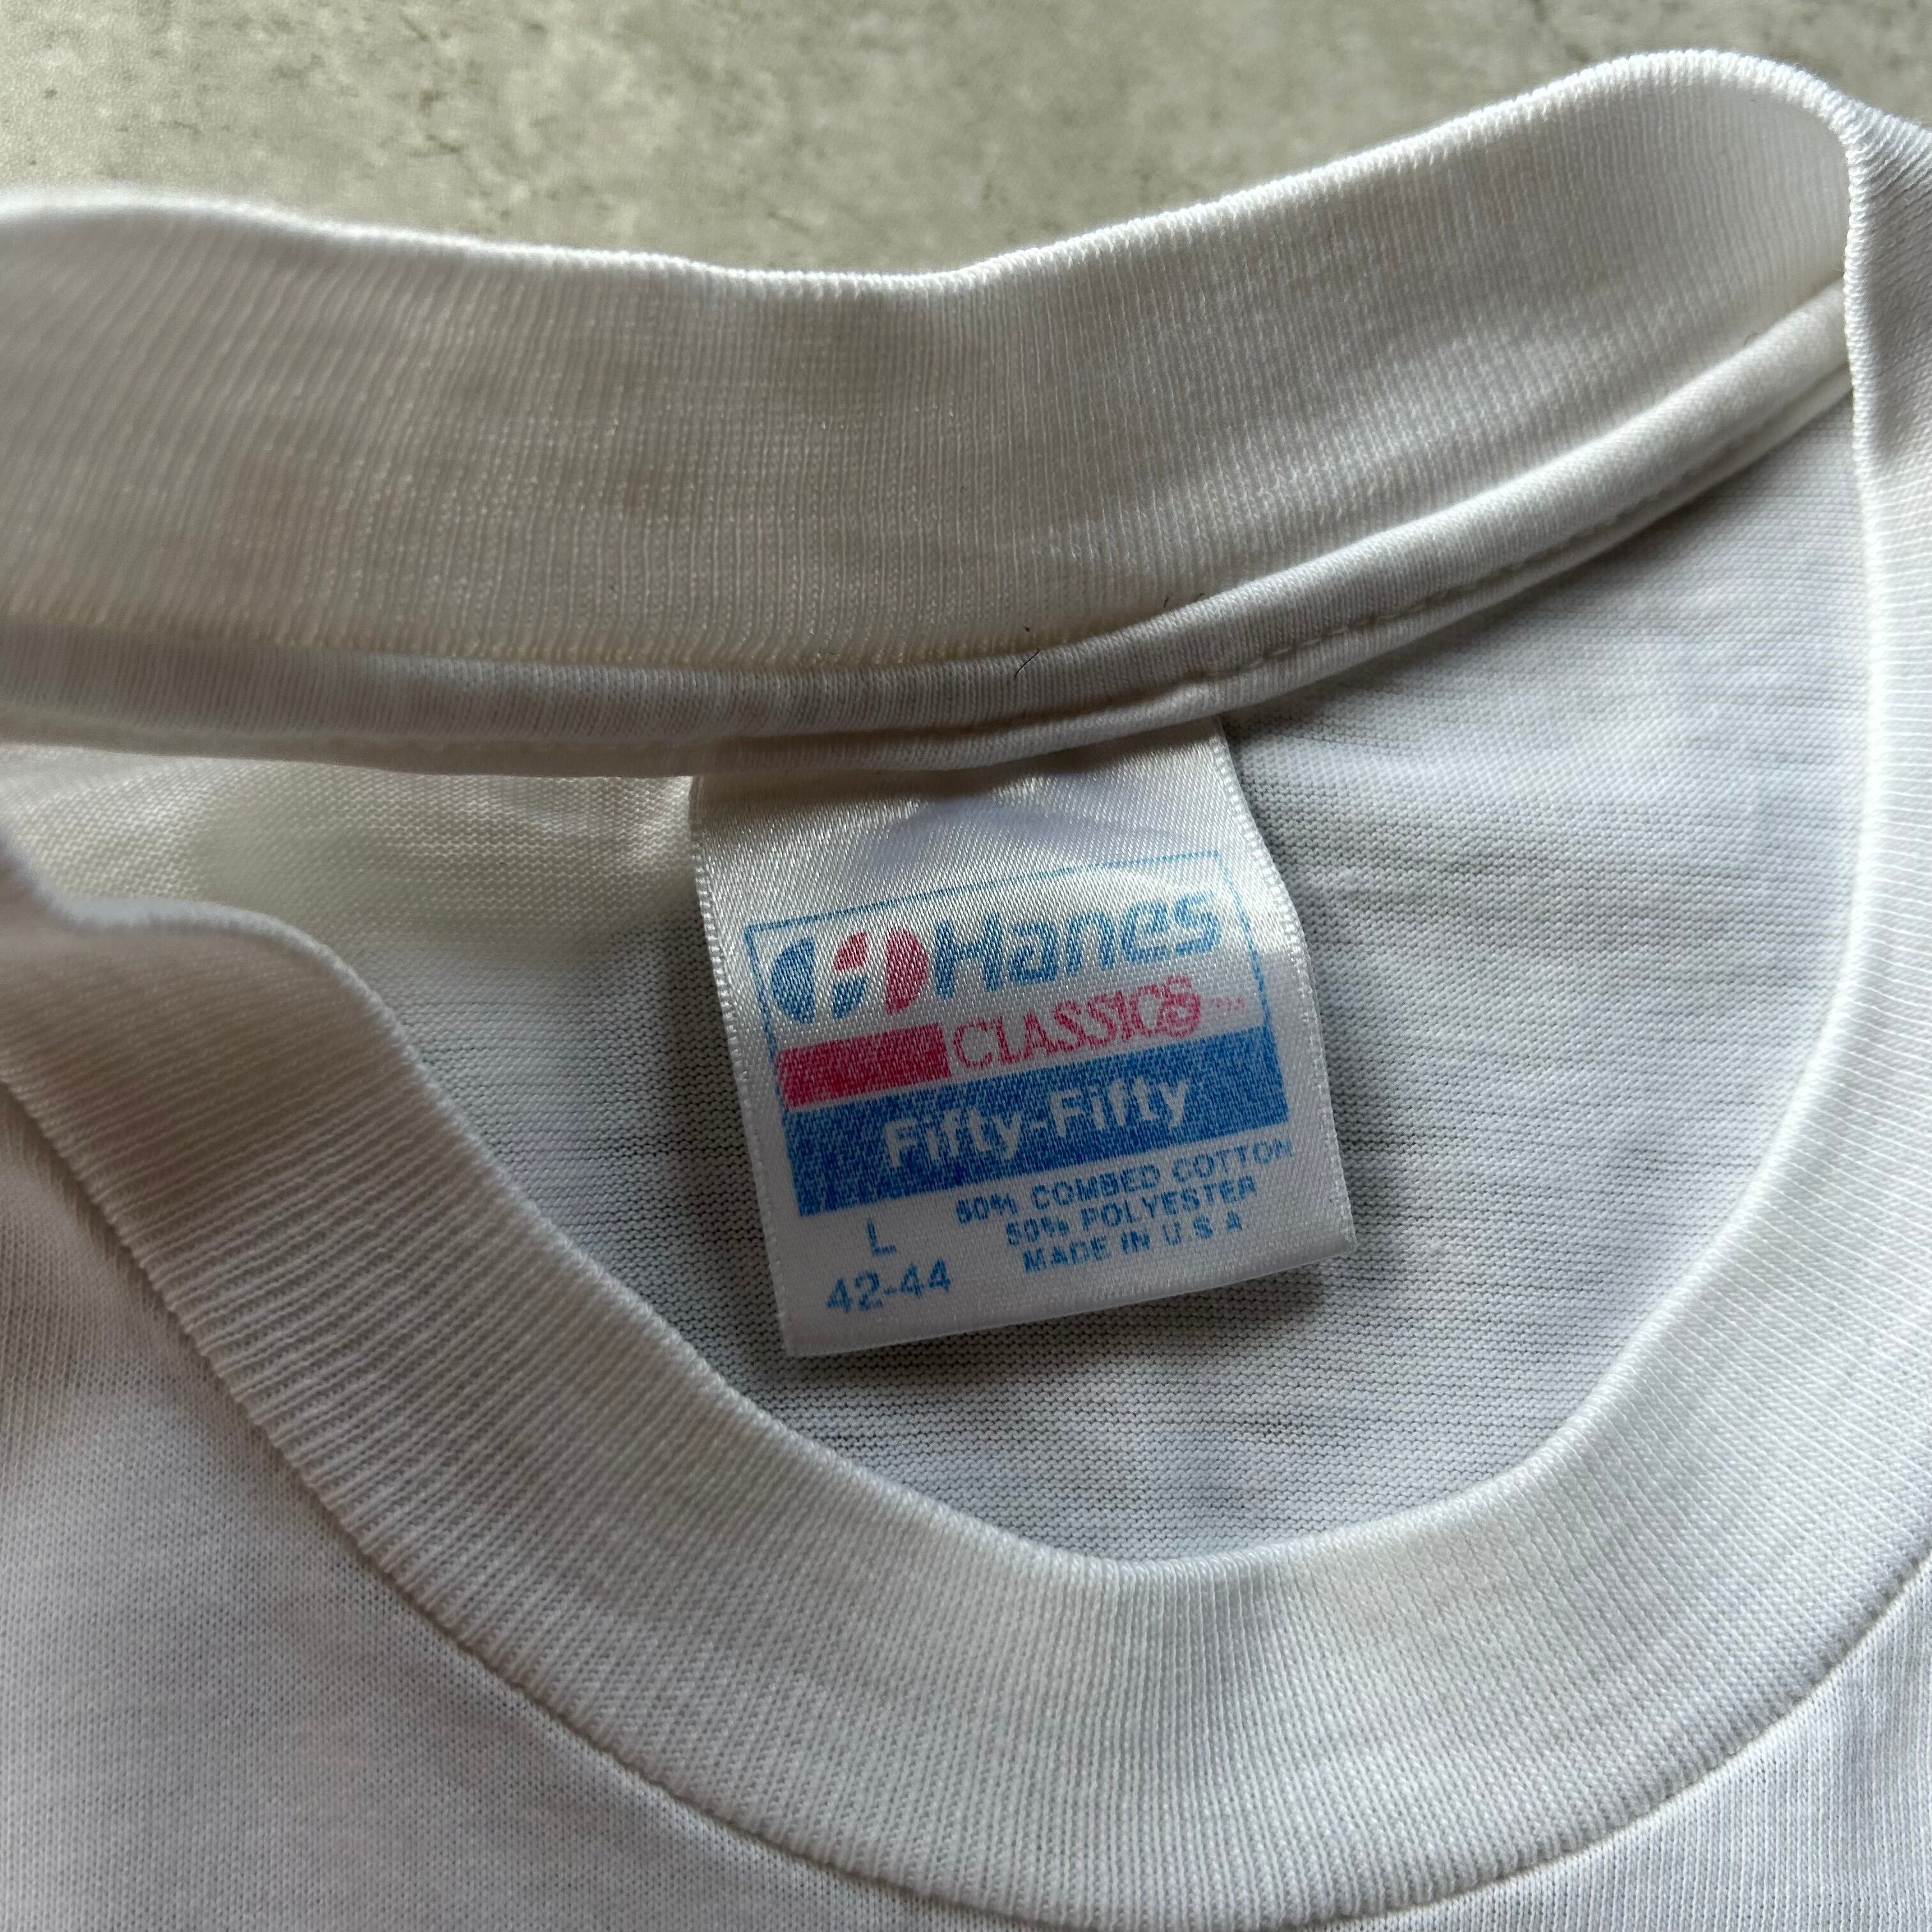 Hanes
CLASSICS
Fifty-Fifty
L
42-44
50% COMBED COTTON
50% POLYESTER
MADE IN U.S.A